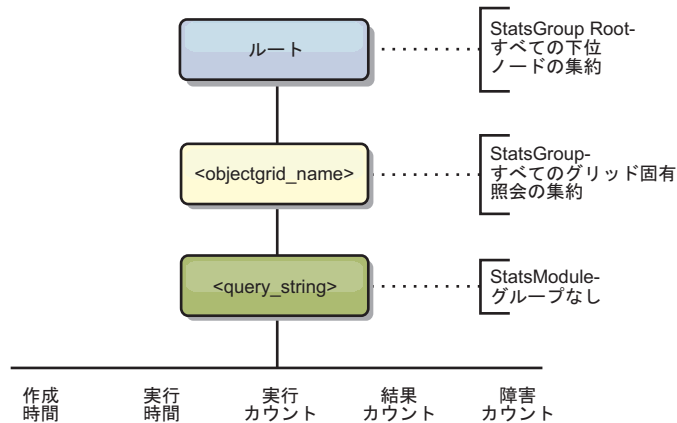 ルート
StatsGroup Root-
すべての下位
ノードの集約
<objectgrid_name>
StatsGroup-
すべてのグリッド固有
照会の集約
<query_string>
StatsModule-
グループなし
作成
時間
実行
時間
実行
カウント
結果
カウント
障害
カウント